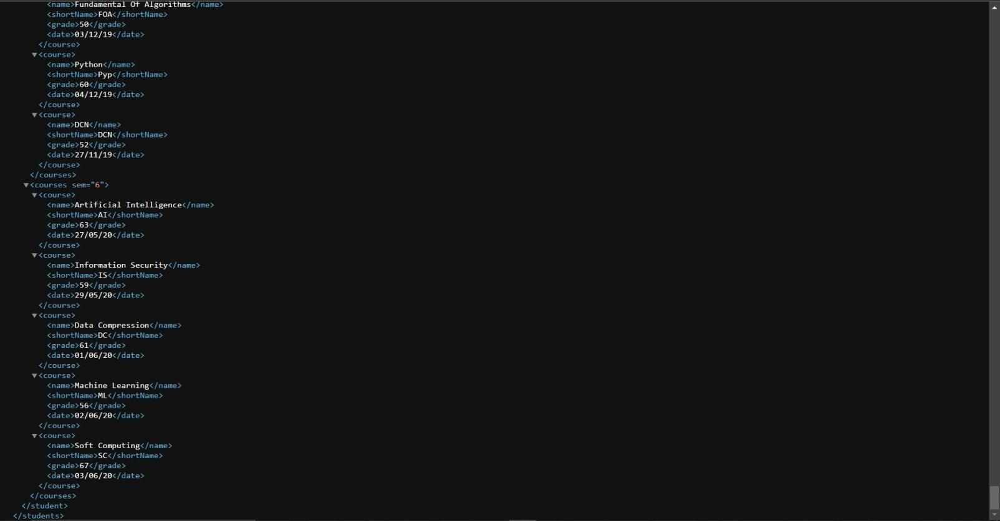 <name>Fundamental Of Algorithms</name>
<shortName>FOA</shortName>
<grade>50</grade>
<date>03/12/19</date>
</course>
▼<course>
<name>Python</name>
<shortName>Pyp</shortName>
<grade>60</grade>
<date>04/12/19</date>
</course>
▼<course>
<name>DCN</name>
<shortName>DCN</shortName>
<grade>52</grade>
<date>27/11/19</date>
</course>
</courses>
▼<courses sem="6">
▼<course>
<name>Artificial Intelligence</name>
<shortName>AI</shortName>
<grade>63</grade>
<date>27/05/20</date>
</course>
▼<course>
<name>Information Security</name>
<shortName>IS</shortName>
<grade>59</grade>
<date>29/05/20</date>
</course>
▼<course>
<name>Data Compression</name>
<shortName>DC</shortName>
<grade>61</grade>
<date>01/06/20</date>
</course>
▼<course>
<name>Machine Learning</name>
<shortName>ML</shortName>
<grade>56</grade>
<date>02/06/20</date>
</course>
▼<course>
<name>Soft Computing</name>
<shortName>SC</shortName>
<grade>67</grade>
<date>03/06/20</date>
</course>
</courses>
</student>
</students>